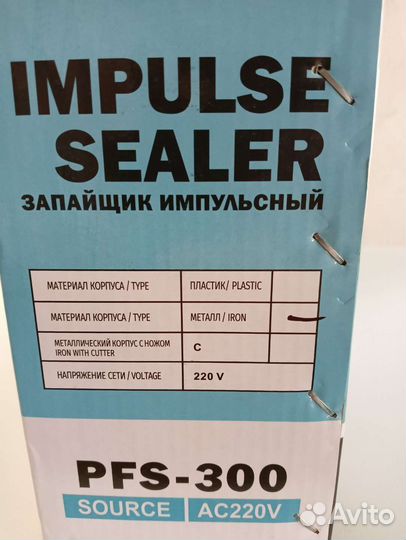 IMPULSE
SEALER
ЗАПАЙЩИК ИМПУЛЬСНЫЙ
МАТЕРИАЛ КОРПУСА / TYPE ПЛАСТИК/ PLASTIC
МАТЕРИАЛ КОРПУСА / TYPE МЕТАЛЛ / IRON
МЕТАЛЛИЧЕСКИЙ КОРПУС С НОЖОМ
IRON WITH CUTTER C
НАПРЯЖЕНИЕ СЕТИ / VOLTAGE 220 V
PFS-300
SOURCE AC220V
Avito